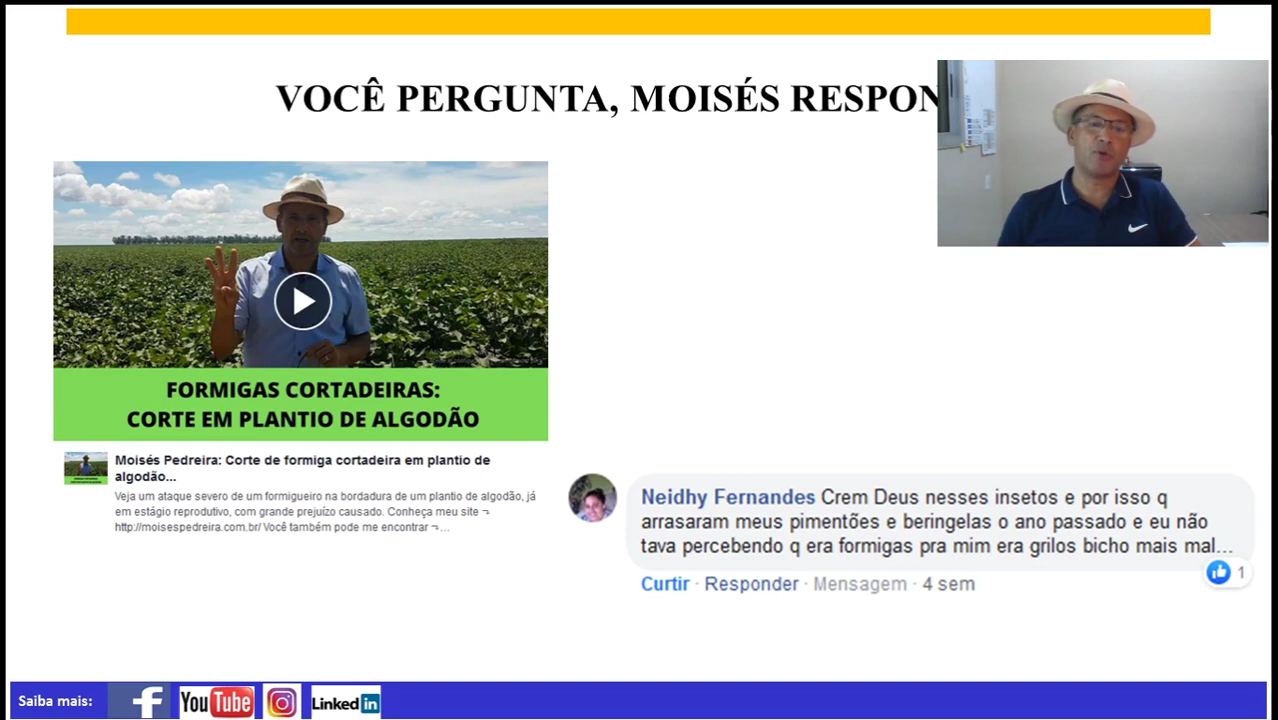 VOCÊ PERGUNTA, MOISÉS RESPON
FORMIGAS CORTADEIRAS:
CORTE EM PLANTIO DE ALGODÃO
Moisés Pedreira: Corte de formiga cortadeira em plantio de
algodão...
Veja um ataque severo de um formigueiro na bordadura de um plantio de algodão, já
em estágio reprodutivo, com grande prejuízo causado. Conheça meu site ¬
http://moisespedreira.com.br/ Você também pode me encontrar ¬...
Neidhy Fernandes Crem Deus nesses insetos e por isso q
arrasaram meus pimentões e beringelas o ano passado e eu não
tava percebendo q era formigas pra mim era grilos bicho mais mal...
1
Curtir · Responder · Mensagem · 4 sem
Saiba mais: f YouTube Linked in